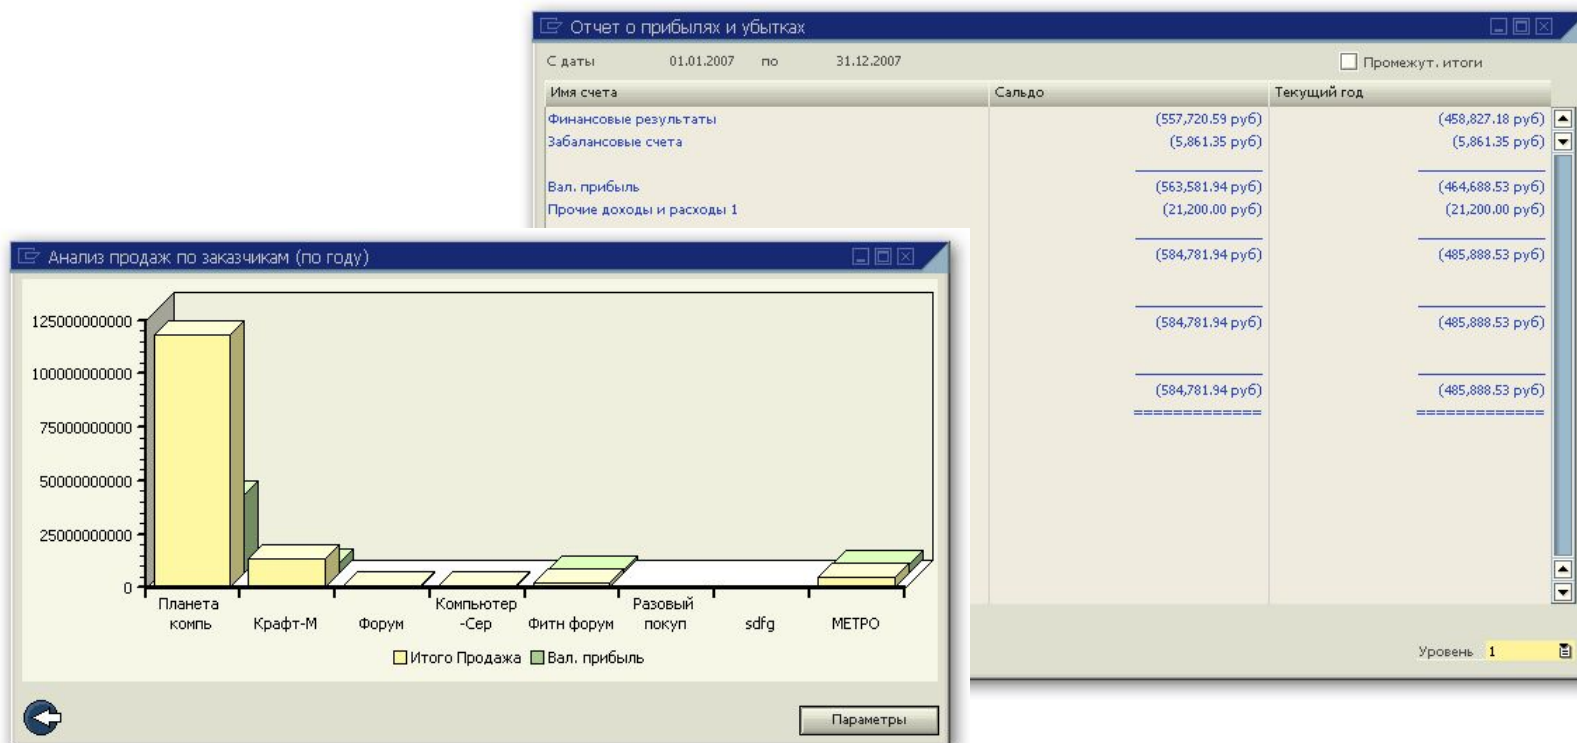 Отчет о прибылях и убытках
С даты 01.01.2007 по 31.12.2007 Промежут. итоги
Имя счета Сальдо Текущий год
Финансовые результаты (557,720.59 руб) (458,827.18 руб)
Забалансовые счета (5,861.35 руб) (5,861.35 руб)
Вал. прибыль (563,581.94 руб) (464,688.53 руб)
Прочие доходы и расходы 1 (21,200.00 руб) (21,200.00 руб)
(584,781.94 руб) (485,888.53 руб)
(584,781.94 руб) (485,888.53 руб)
(584,781.94 руб) (485,888.53 руб)
============= =============
Уровень 1
Анализ продаж по заказчикам (по году)
125000000000
100000000000
75000000000
50000000000
25000000000
0
Планета Компьютер Разовый
компь Крафт-М Форум -Сер Фитн форум покуп sdfg МЕТРО
Итого Продажа Вал. прибыль
Параметры